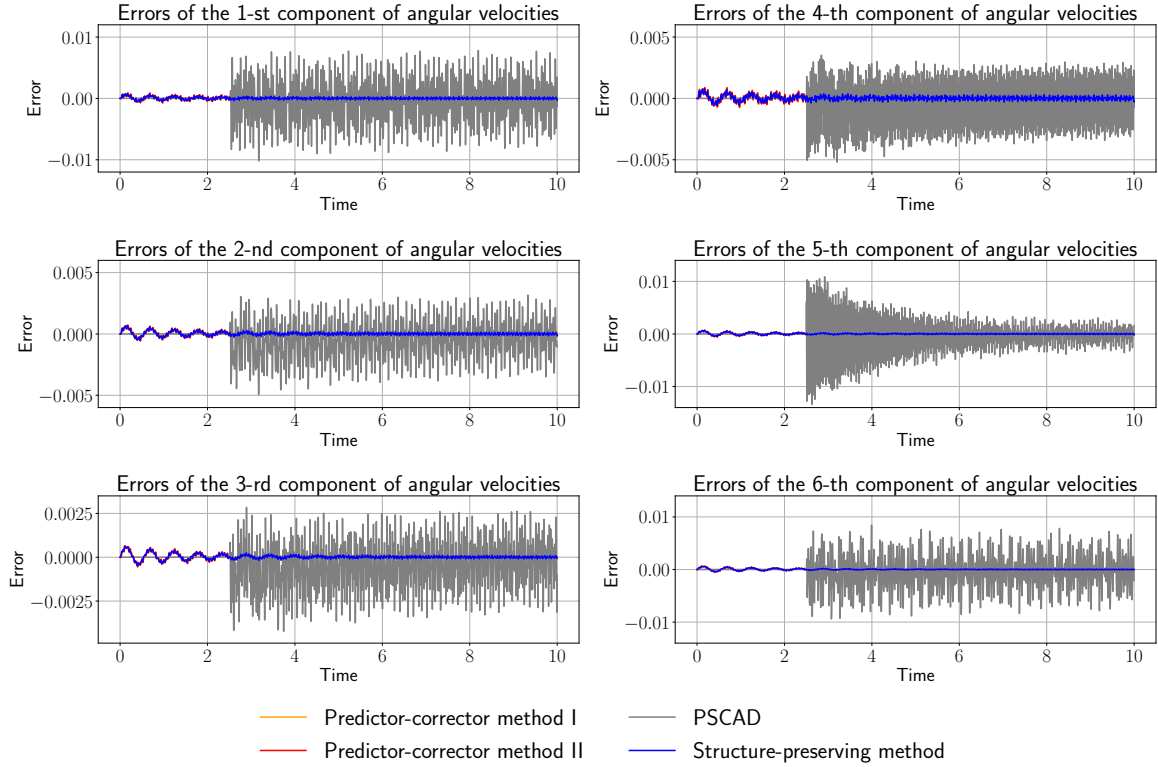 Errors of the 1-st component of angular velocities
0.01
0.00
−0.01
Error
0 2 4 6 8 10
Time
Errors of the 4-th component of angular velocities
0.005
0.000
−0.005
Error
0 2 4 6 8 10
Time
Errors of the 2-nd component of angular velocities
0.005
0.000
−0.005
Error
0 2 4 6 8 10
Time
Errors of the 5-th component of angular velocities
0.01
0.00
−0.01
Error
0 2 4 6 8 10
Time
Errors of the 3-rd component of angular velocities
0.0025
0.0000
−0.0025
Error
0 2 4 6 8 10
Time
Errors of the 6-th component of angular velocities
0.01
0.00
−0.01
Error
0 2 4 6 8 10
Time
Predictor-corrector method I
Predictor-corrector method II
PSCAD
Structure-preserving method